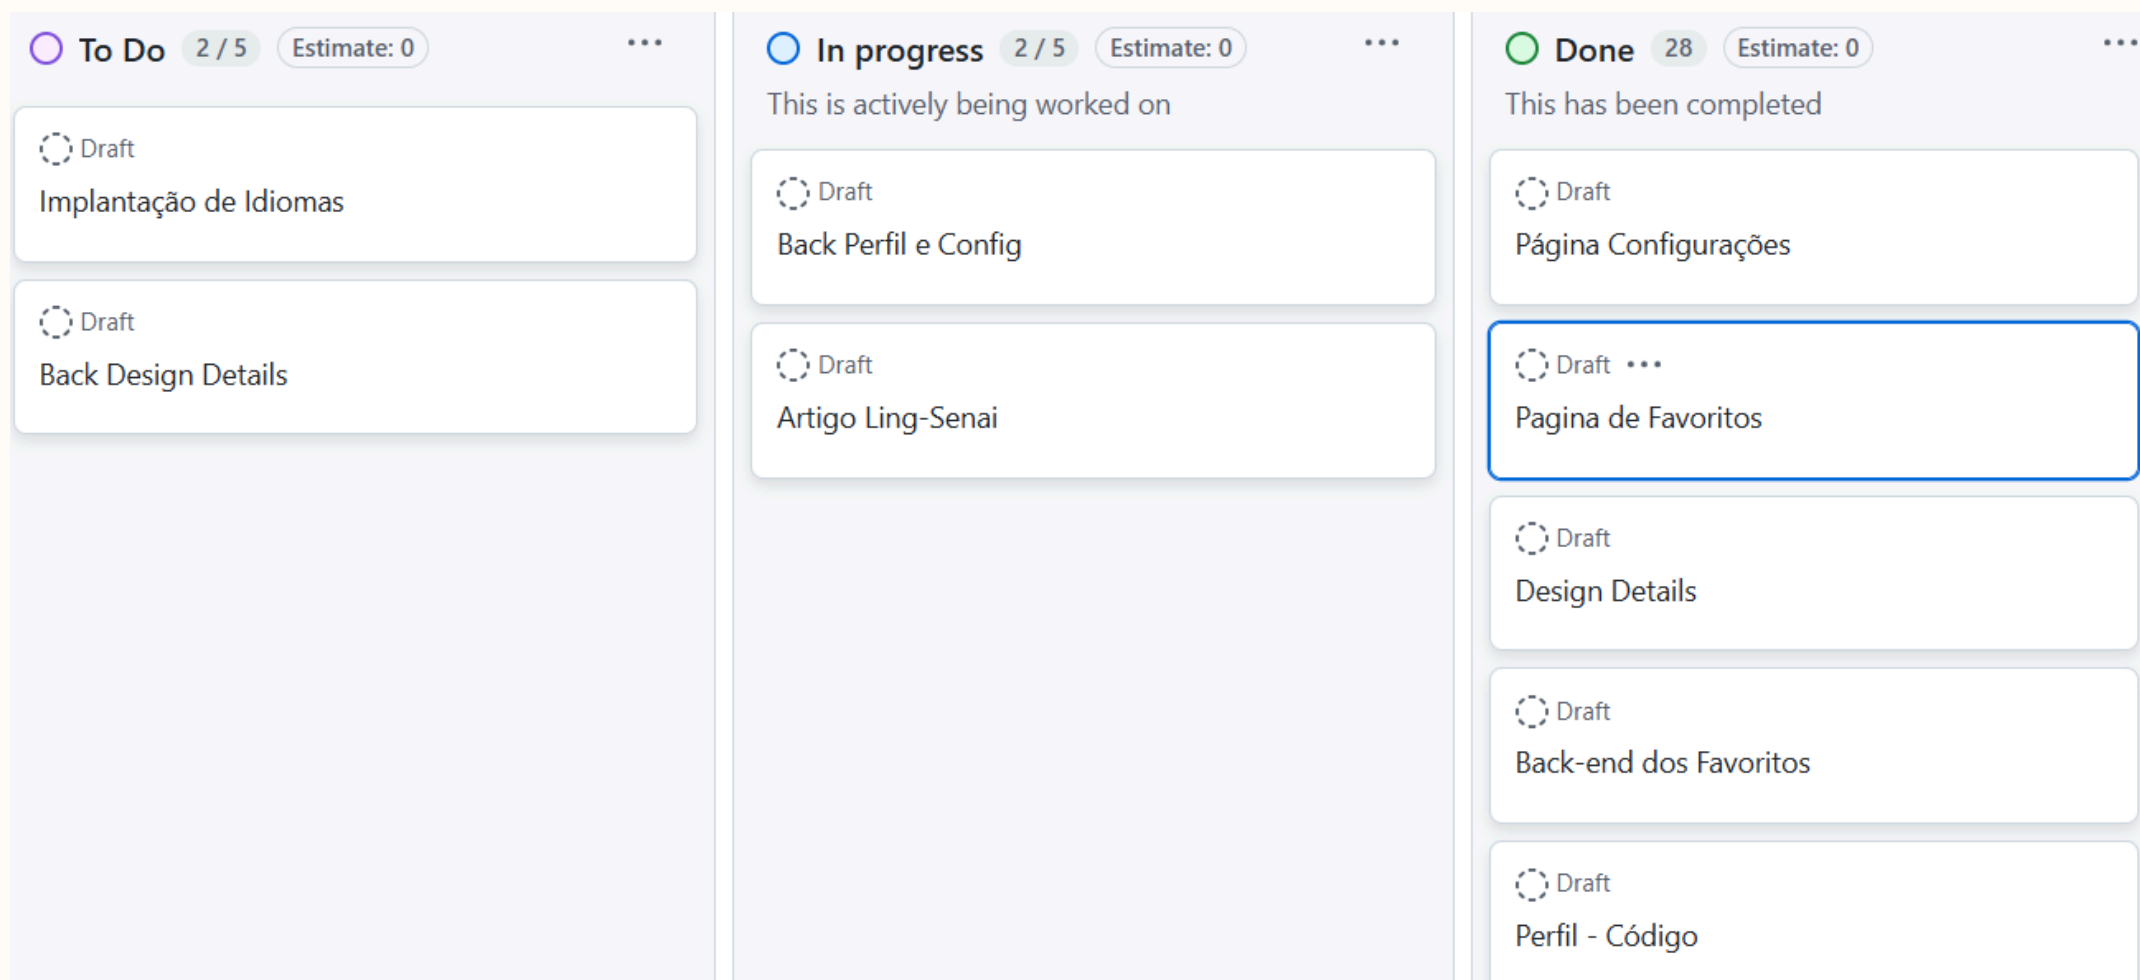 To Do 2 / 5 Estimate: 0
Draft
Implantação de Idiomas
Draft
Back Design Details
In progress 2 / 5 Estimate: 0
This is actively being worked on
Draft
Back Perfil e Config
Draft
Artigo Ling-Senai
Done 28 Estimate: 0
This has been completed
Draft
Página Configurações
Draft
Pagina de Favoritos
Draft
Design Details
Draft
Back-end dos Favoritos
Draft
Perfil - Código